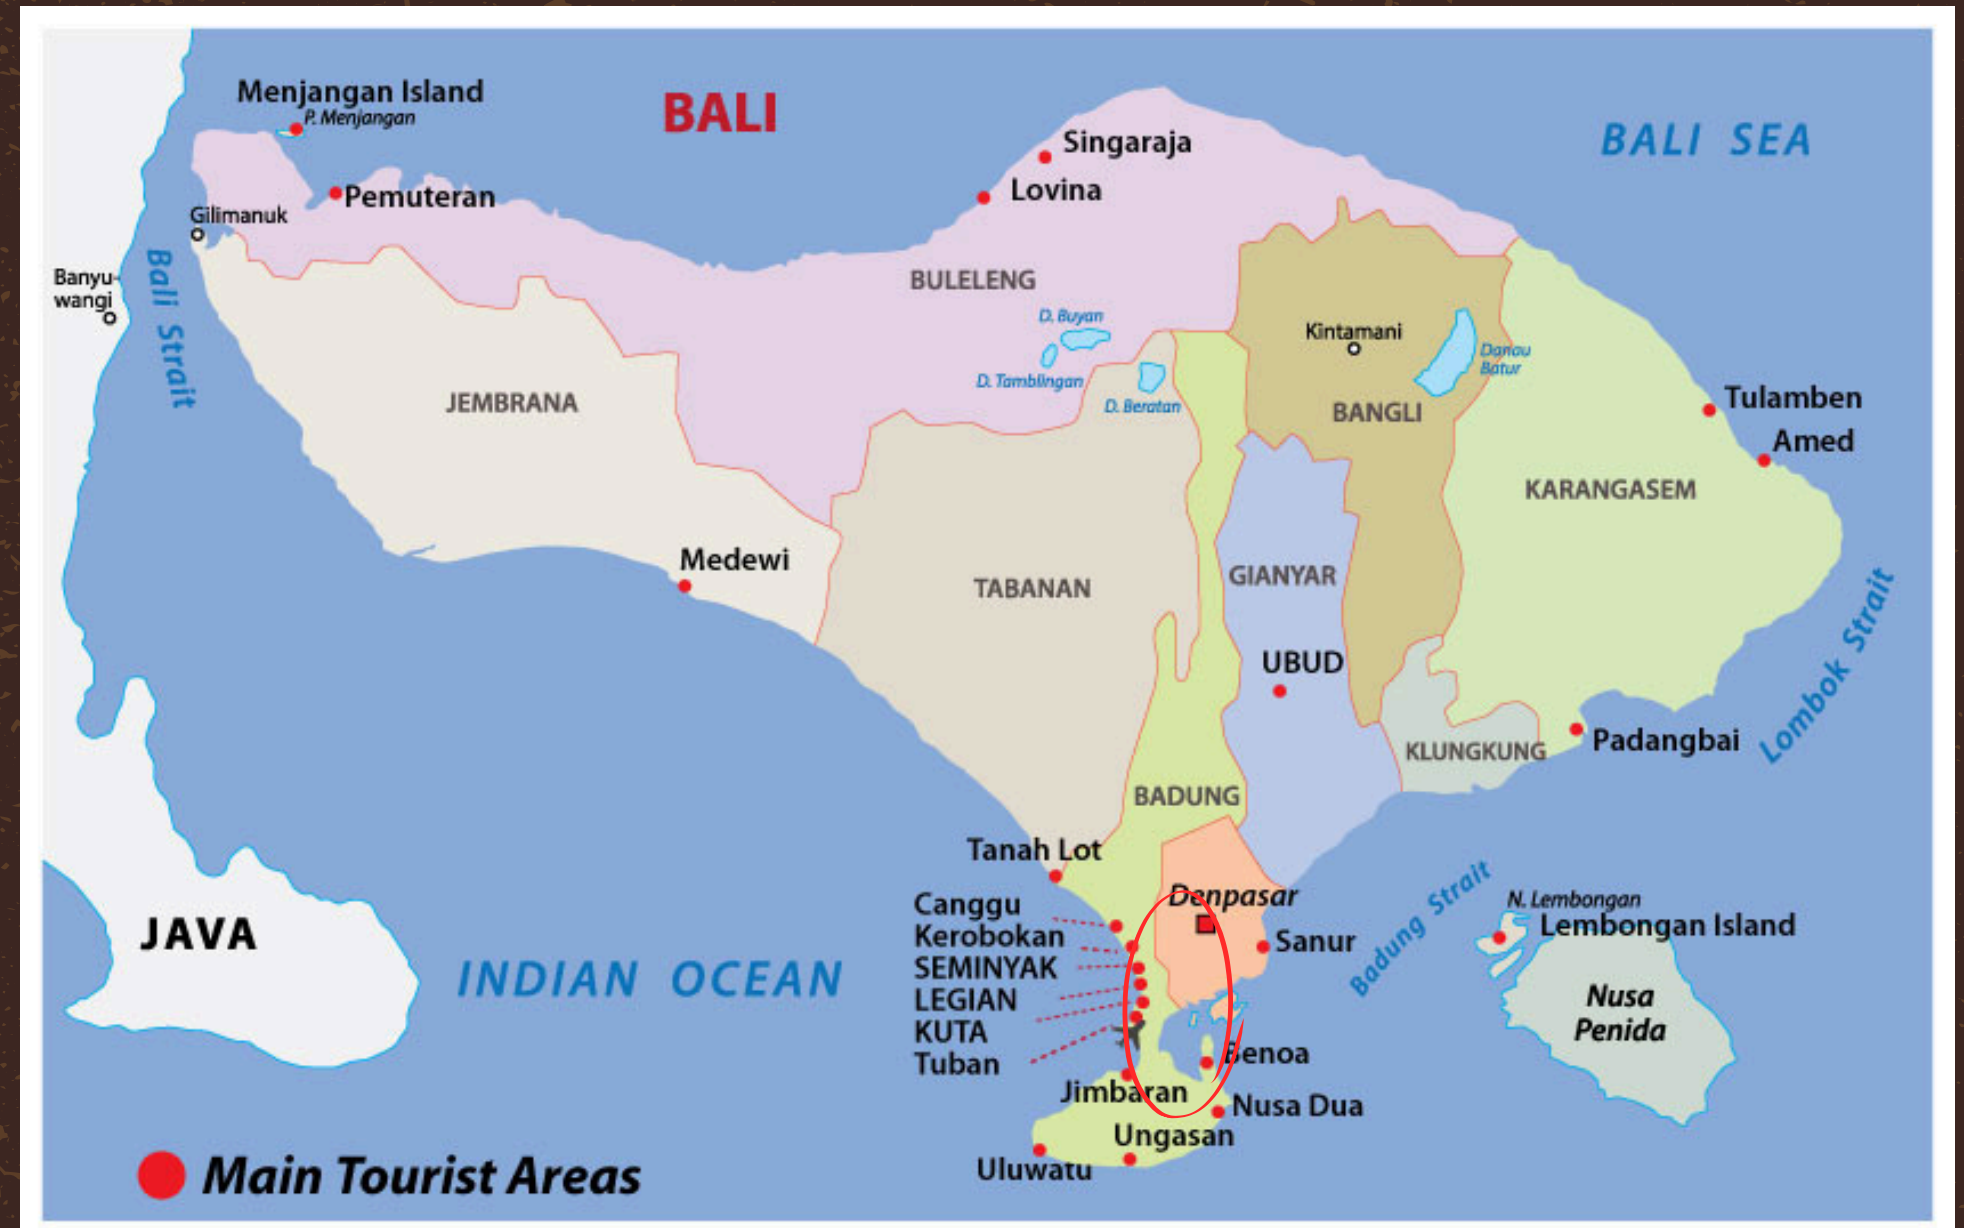 Menjangan Island
P. Menjangan
BALI
Singaraja
BALI SEA
Lovina
Pemuteran
Gilimanuk
Bali Strait
Banyu-
wangi
BULELENG
D. Buyan
Kintamani
Danau
Batur
D. Tamblingan
D. Beratan
JEMBRANA
BANGLI
Tulamben
Amed
KARANGASEM
Medewi
TABANAN
GIANYAR
Lombok Strait
UBUD
Padangbai
KLUNGKUNG
BADUNG
Tanah Lot
Denpasar
Badung Strait
N. Lembongan
Lembongan Island
Canggu
Kerobokan
SEMINYAK
LEGIAN
KUTA
Tuban
Sanur
JAVA
INDIAN OCEAN
Nusa
Penida
Benoa
Jimbaran
Nusa Dua
Ungasan
Uluwatu
Main Tourist Areas